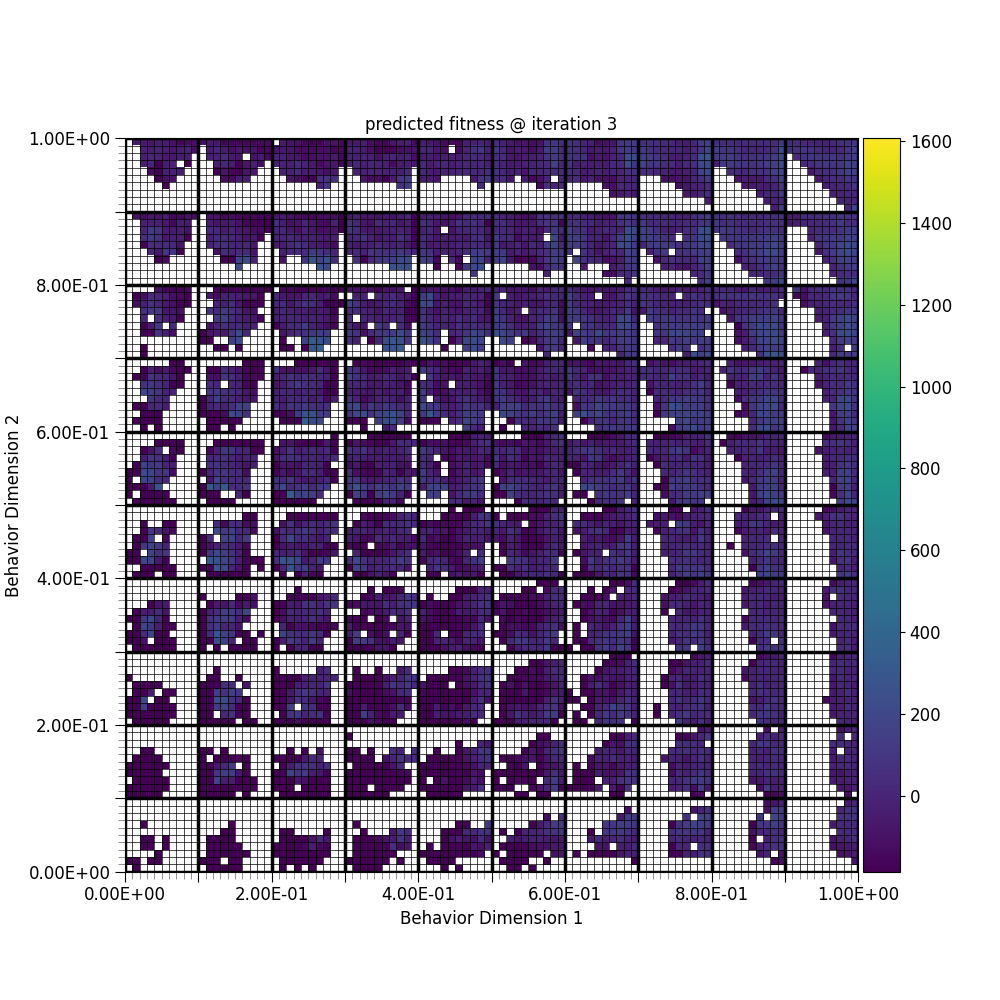 predicted fitness @ iteration 3
1.00E+00
8.00E-01
6.00E-01
4.00E-01
2.00E-01
0.00E+00
Behavior Dimension 2
0.00E+00 2.00E-01 4.00E-01 6.00E-01 8.00E-01 1.00E+00
Behavior Dimension 1
1600
1400
1200
1000
800
600
400
200
0